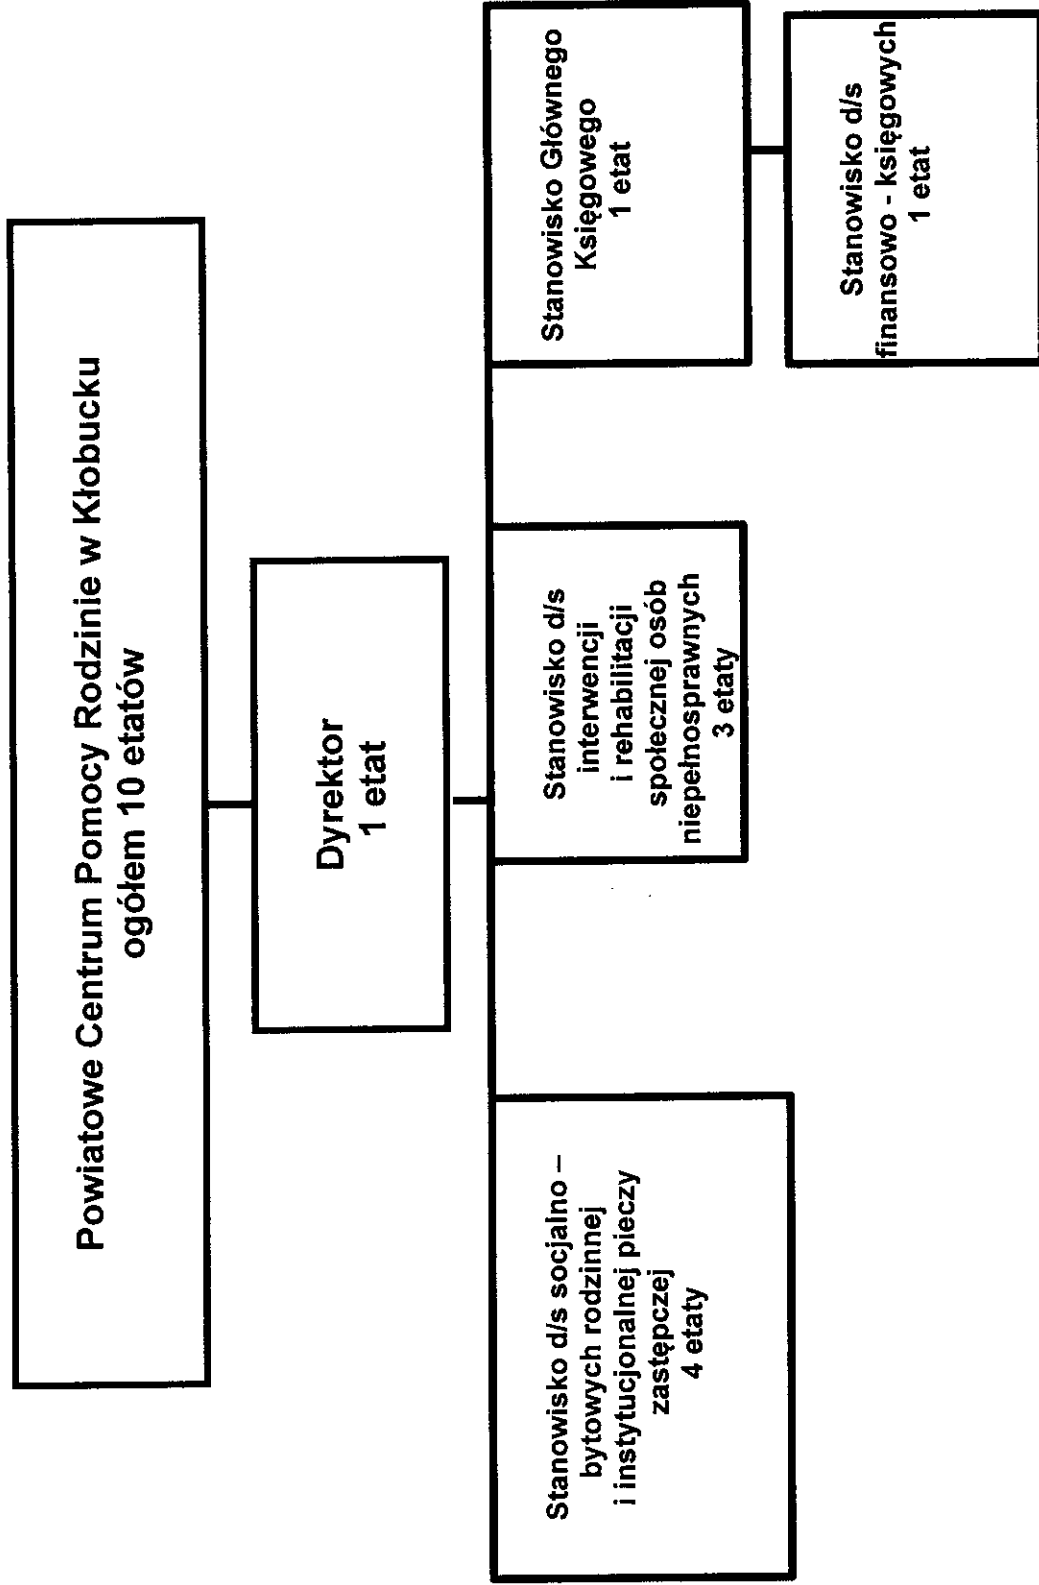 Powiatowe Centrum Pomocy Rodzinie w Kłobucku
ogółem 10 etatów
Dyrektor
1 etat
Stanowisko d/s socjalno –
bytowych rodzinnej
i instytucjonalnej pieczy
zastępczej
4 etaty
Stanowisko d/s
interwencji
i rehabilitacji
społecznej osób
niepełnosprawnych
3 etaty
Stanowisko Głównego
Księgowego
1 etat
Stanowisko d/s
finansowo - księgowych
1 etat